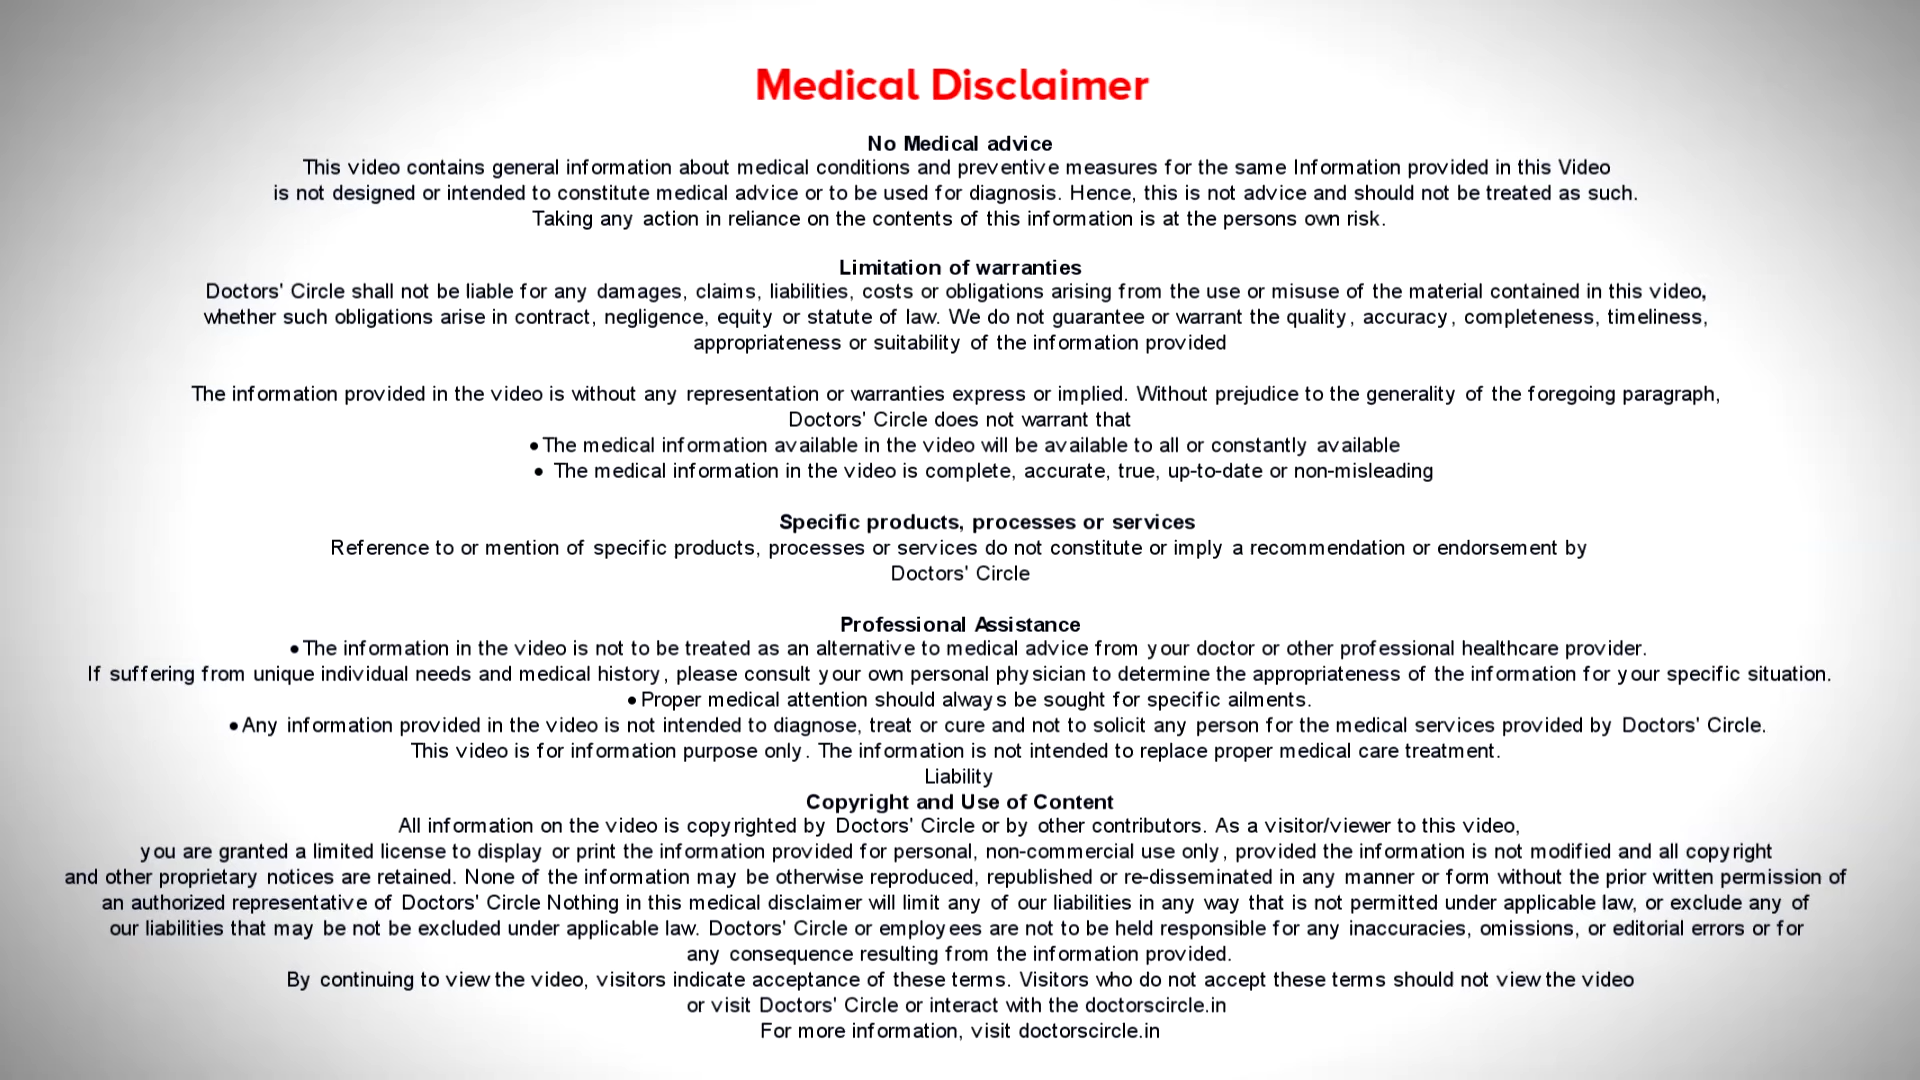 Medical Disclaimer
No Medical advice
This video contains general information about medical conditions and preventive measures for the same Information provided in this Video
is not designed or intended to constitute medical advice or to be used for diagnosis. Hence, this is not advice and should not be treated as such.
Taking any action in reliance on the contents of this information is at the persons own risk.
Limitation of warranties
Doctors' Circle shall not be liable for any damages, claims, liabilities, costs or obligations arising from the use or misuse of the material contained in this video,
whether such obligations arise in contract, negligence, equity or statute of law. We do not guarantee or warrant the quality, accuracy, completeness, timeliness,
appropriateness or suitability of the information provided
The information provided in the video is without any representation or warranties express or implied. Without prejudice to the generality of the foregoing paragraph,
Doctors' Circle does not warrant that
• The medical information available in the video will be available to all or constantly available
• The medical information in the video is complete, accurate, true, up-to-date or non-misleading
Specific products, processes or services
Reference to or mention of specific products, processes or services do not constitute or imply a recommendation or endorsement by
Doctors' Circle
Professional Assistance
• The information in the video is not to be treated as an alternative to medical advice from your doctor or other professional healthcare provider.
If suffering from unique individual needs and medical history, please consult your own personal physician to determine the appropriateness of the information for your specific situation.
• Proper medical attention should always be sought for specific ailments.
• Any information provided in the video is not intended to diagnose, treat or cure and not to solicit any person for the medical services provided by Doctors' Circle.
This video is for information purpose only. The information is not intended to replace proper medical care treatment.
Liability
Copyright and Use of Content
All information on the video is copyrighted by Doctors' Circle or by other contributors. As a visitor/viewer to this video,
you are granted a limited license to display or print the information provided for personal, non-commercial use only, provided the information is not modified and all copyright
and other proprietary notices are retained. None of the information may be otherwise reproduced, republished or re-disseminated in any manner or form without the prior written permission of
an authorized representative of Doctors' Circle Nothing in this medical disclaimer will limit any of our liabilities in any way that is not permitted under applicable law, or exclude any of
our liabilities that may be not be excluded under applicable law. Doctors' Circle or employees are not to be held responsible for any inaccuracies, omissions, or editorial errors or for
any consequence resulting from the information provided.
By continuing to view the video, visitors indicate acceptance of these terms. Visitors who do not accept these terms should not view the video
or visit Doctors' Circle or interact with the doctorscircle.in
For more information, visit doctorscircle.in